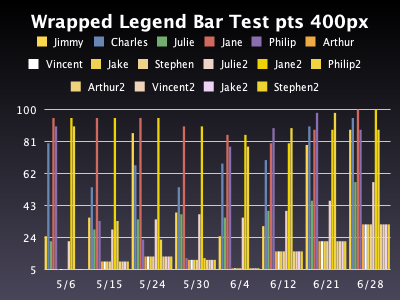 Wrapped Legend Bar Test pts 400px
Jimmy Charles Julie Jane Philip Arthur
Vincent Jake Stephen Julie2 Jane2 Philip2
Arthur2 Vincent2 Jake2 Stephen2
100
81
62
43
24
5
5/6 5/15 5/24 5/30 6/4 6/12 6/21 6/28